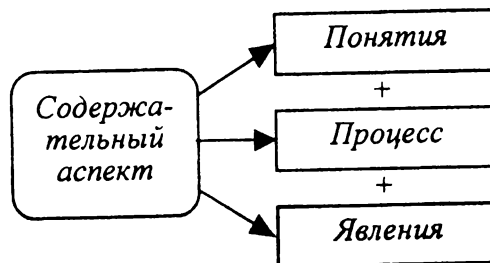 Содержа-
тельный
аспект
Понятия
+
Процесс
+
Явления